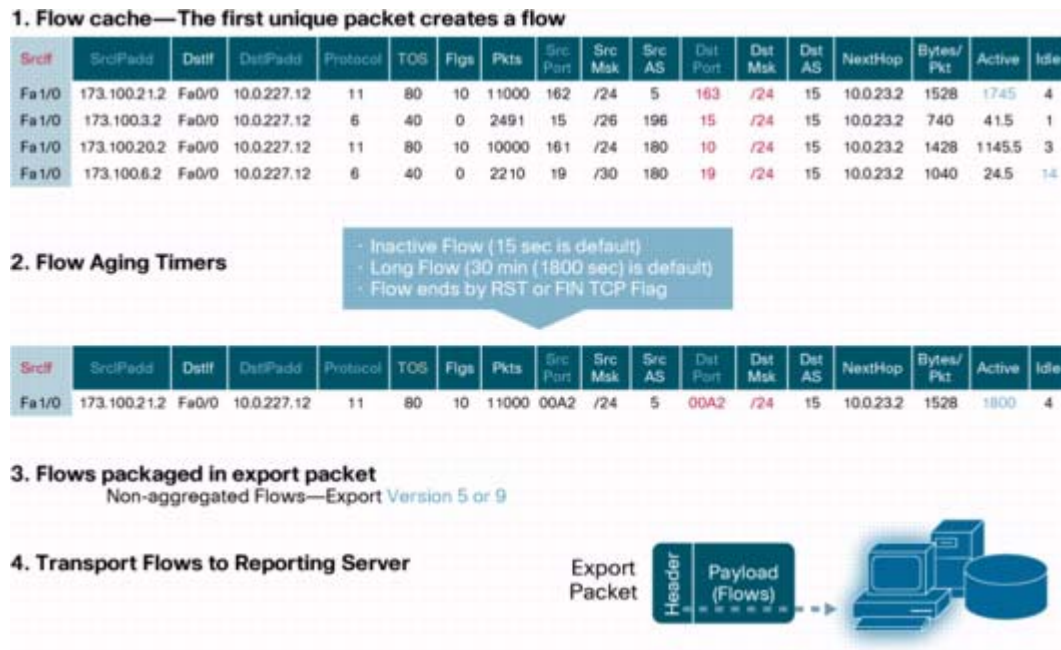 1. Flow cache—The first unique packet creates a flow
SrcIf SrcIPadd DstIf DstIPadd Protocol TOS Flgs Pkts Src Port Src Msk Src AS Dst Port Dst Msk Dst AS NextHop Bytes/Pkt Active Idle
Fa1/0 173.100.21.2 Fa0/0 10.0.227.12 11 80 10 11000 162 /24 5 163 /24 15 10.0.23.2 1528 1745 4
Fa1/0 173.100.3.2 Fa0/0 10.0.227.12 6 40 0 2491 15 /26 196 15 /24 15 10.0.23.2 740 41.5 1
Fa1/0 173.100.20.2 Fa0/0 10.0.227.12 11 80 10 10000 161 /24 180 10 /24 15 10.0.23.2 1428 1145.5 3
Fa1/0 173.100.6.2 Fa0/0 10.0.227.12 6 40 0 2210 19 /30 180 19 /24 15 10.0.23.2 1040 24.5 14
2. Flow Aging Timers
· Inactive Flow (15 sec is default)
· Long Flow (30 min (1800 sec) is default)
· Flow ends by RST or FIN TCP Flag
SrcIf SrcIPadd DstIf DstIPadd Protocol TOS Flgs Pkts Src Port Src Msk Src AS Dst Port Dst Msk Dst AS NextHop Bytes/Pkt Active Idle
Fa1/0 173.100.21.2 Fa0/0 10.0.227.12 11 80 10 11000 00A2 /24 5 00A2 /24 15 10.0.23.2 1528 1800 4
3. Flows packaged in export packet
Non-aggregated Flows—Export Version 5 or 9
4. Transport Flows to Reporting Server
Export Packet
Header
Payload (Flows)